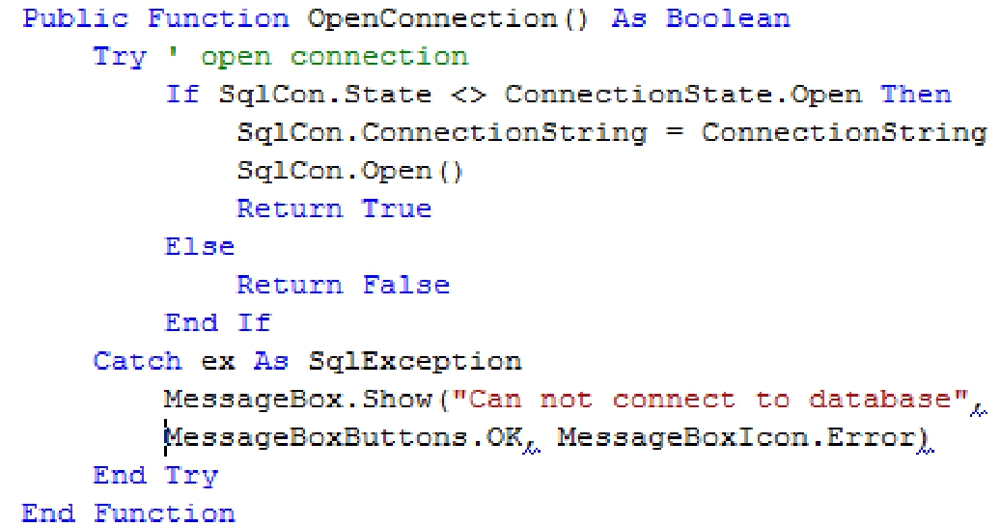 Public Function OpenConnection() As Boolean
Try ' open connection
If SqlCon.State <> ConnectionState.Open Then
SqlCon.ConnectionString = ConnectionString
SqlCon.Open()
Return True
Else
Return False
End If
Catch ex As SqlException
MessageBox.Show("Can not connect to database",
MessageBoxButtons.OK, MessageBoxIcon.Error)
End Try
End Function